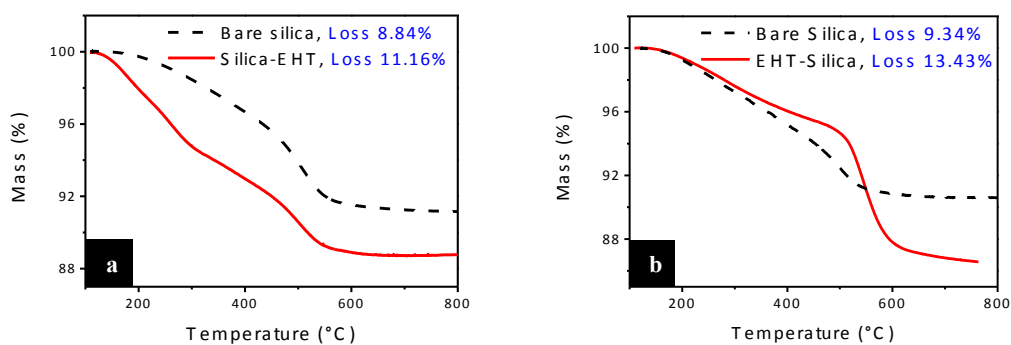 Bare silica, Loss 8.84%
Silica-EHT, Loss 11.16%
100
96
92
88
Mass (%)
200
400
600
800
Temperature (°C)
a
Bare Silica, Loss 9.34%
EHT-Silica, Loss 13.43%
100
96
92
88
Mass (%)
200
400
600
800
Temperature (°C)
b